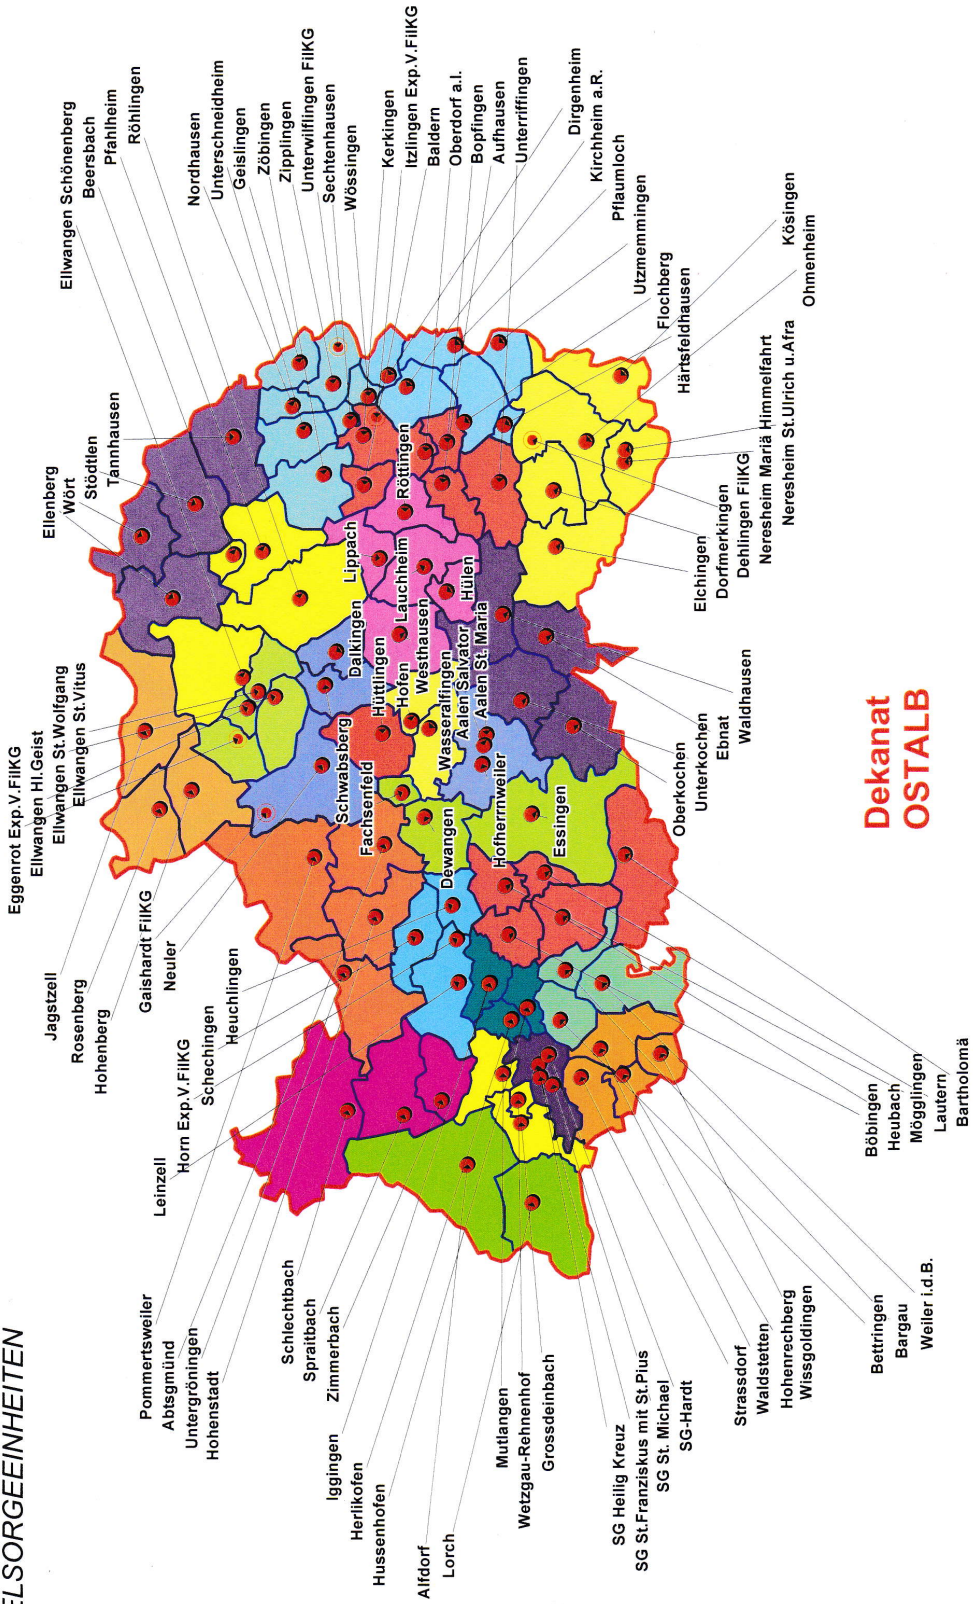 ELSORGEEINHEITEN
Dekanat
OSTALB
Eggenrot Exp.V.FilKG
Ellwangen Hl.Geist
Ellwangen St.Wolfgang
Ellwangen St.Vitus
Ellenberg
Wört
Stödtlen
Tannhausen
Ellwangen Schönenberg
Beersbach
Pfahlheim
Röhlingen
Nordhausen
Unterschneidheim
Geislingen
Zöbingen
Zipplingen
Unterwilflingen FilKG
Sechtenhausen
Wössingen
Kerkingen
Itzlingen Exp.V.FilKG
Baldern
Oberdorf a.I.
Bopfingen
Aufhausen
Unterriffingen
Dirgenheim
Kirchheim a.R.
Pflaumloch
Utzmemmingen
Flochberg
Härtsfeldhausen
Kösingen
Ohmenheim
Jagstzell
Rosenberg
Hohenberg
Gaishardt FilKG
Neuler
Heuchlingen
Schechingen
Horn Exp.V.FilKG
Leinzell
Pommertsweiler
Abtsgmünd
Untergröningen
Hohenstadt
Schlechtbach
Spraitbach
Zimmerbach
Iggingen
Herlikofen
Hussenhofen
Alfdorf
Lorch
Mutlangen
Wetzgau-Rehnenhof
Grossdeinbach
SG Heilig Kreuz
SG St.Franziskus mit St.Pius
SG St. Michael
SG-Hardt
Strassdorf
Waldstetten
Hohenrechberg
Wissgoldingen
Bettringen
Bargau
Weiler i.d.B.
Böbingen
Heubach
Mögglingen
Lautern
Bartholomä
Oberkochen
Unterkochen
Ebnat
Waldhausen
Elchingen
Dorfmerkingen
Dehlingen FilKG
Neresheim Mariä Himmelfahrt
Neresheim St.Ulrich u.Afra
Schwabsberg
Fachsenfeld
Dalkingen
Hüttlingen
Hofen
Westhausen
Lippach
Lauchheim
Röttingen
Hülen
Wasseralfingen
Aalen Salvator
Aalen St. Maria
Dewangen
Hofherrnweiler
Essingen